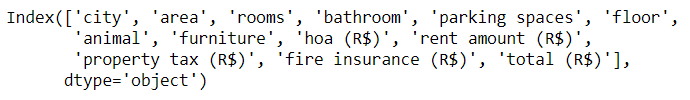 Index(['city', 'area', 'rooms', 'bathroom', 'parking spaces', 'floor',
       'animal', 'furniture', 'hoa (R$)', 'rent amount (R$)',
       'property tax (R$)', 'fire insurance (R$)', 'total (R$)'],
      dtype='object')